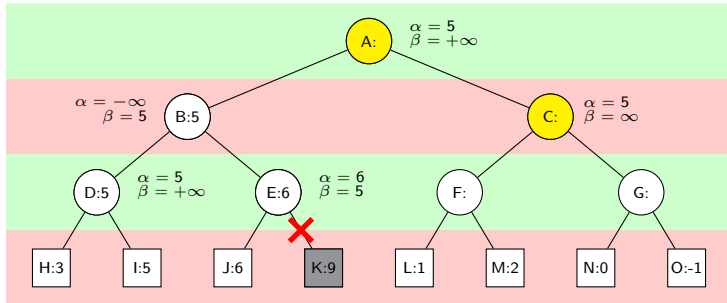 A:
α = 5
β = +∞
α = −∞
β = 5
B:5
C:
α = 5
β = ∞
D:5
α = 5
β = +∞
E:6
α = 6
β = 5
F:
G:
H:3
I:5
J:6
K:9
L:1
M:2
N:0
O:-1